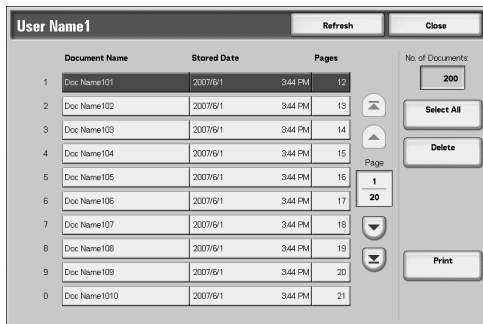 User Name1 Refresh Close
Document Name Stored Date Pages No. of Documents:
200
1 Doc Name101 2007/6/1 3:44 PM 12
2 Doc Name102 2007/6/1 3:44 PM 13
Select All
3 Doc Name103 2007/6/1 3:44 PM 14
4 Doc Name104 2007/6/1 3:44 PM 15
Delete
Page
5 Doc Name105 2007/6/1 3:44 PM 16
1
6 Doc Name106 2007/6/1 3:44 PM 17
20
7 Doc Name107 2007/6/1 3:44 PM 18
8 Doc Name108 2007/6/1 3:44 PM 19
9 Doc Name109 2007/6/1 3:44 PM 20
Print
0 Doc Name1010 2007/6/1 3:44 PM 21